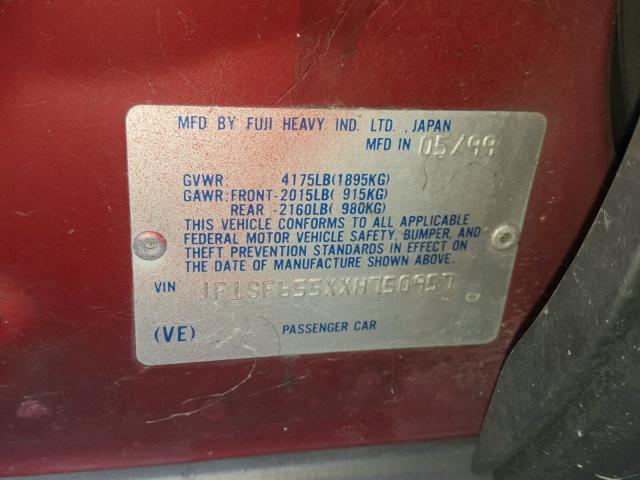 MFD BY FUJI HEAVY IND. LTD. ,JAPAN
MFD IN 05/99
GVWR: 4175LB(1895KG)
GAWR:FRONT-2015LB( 915KG)
REAR -2160LB( 980KG)
THIS VEHICLE CONFORMS TO ALL APPLICABLE
FEDERAL MOTOR VEHICLE SAFETY, BUMPER, AND
THEFT PREVENTION STANDARDS IN EFFECT ON
THE DATE OF MANUFACTURE SHOWN ABOVE.
VIN
(VE) PASSENGER CAR